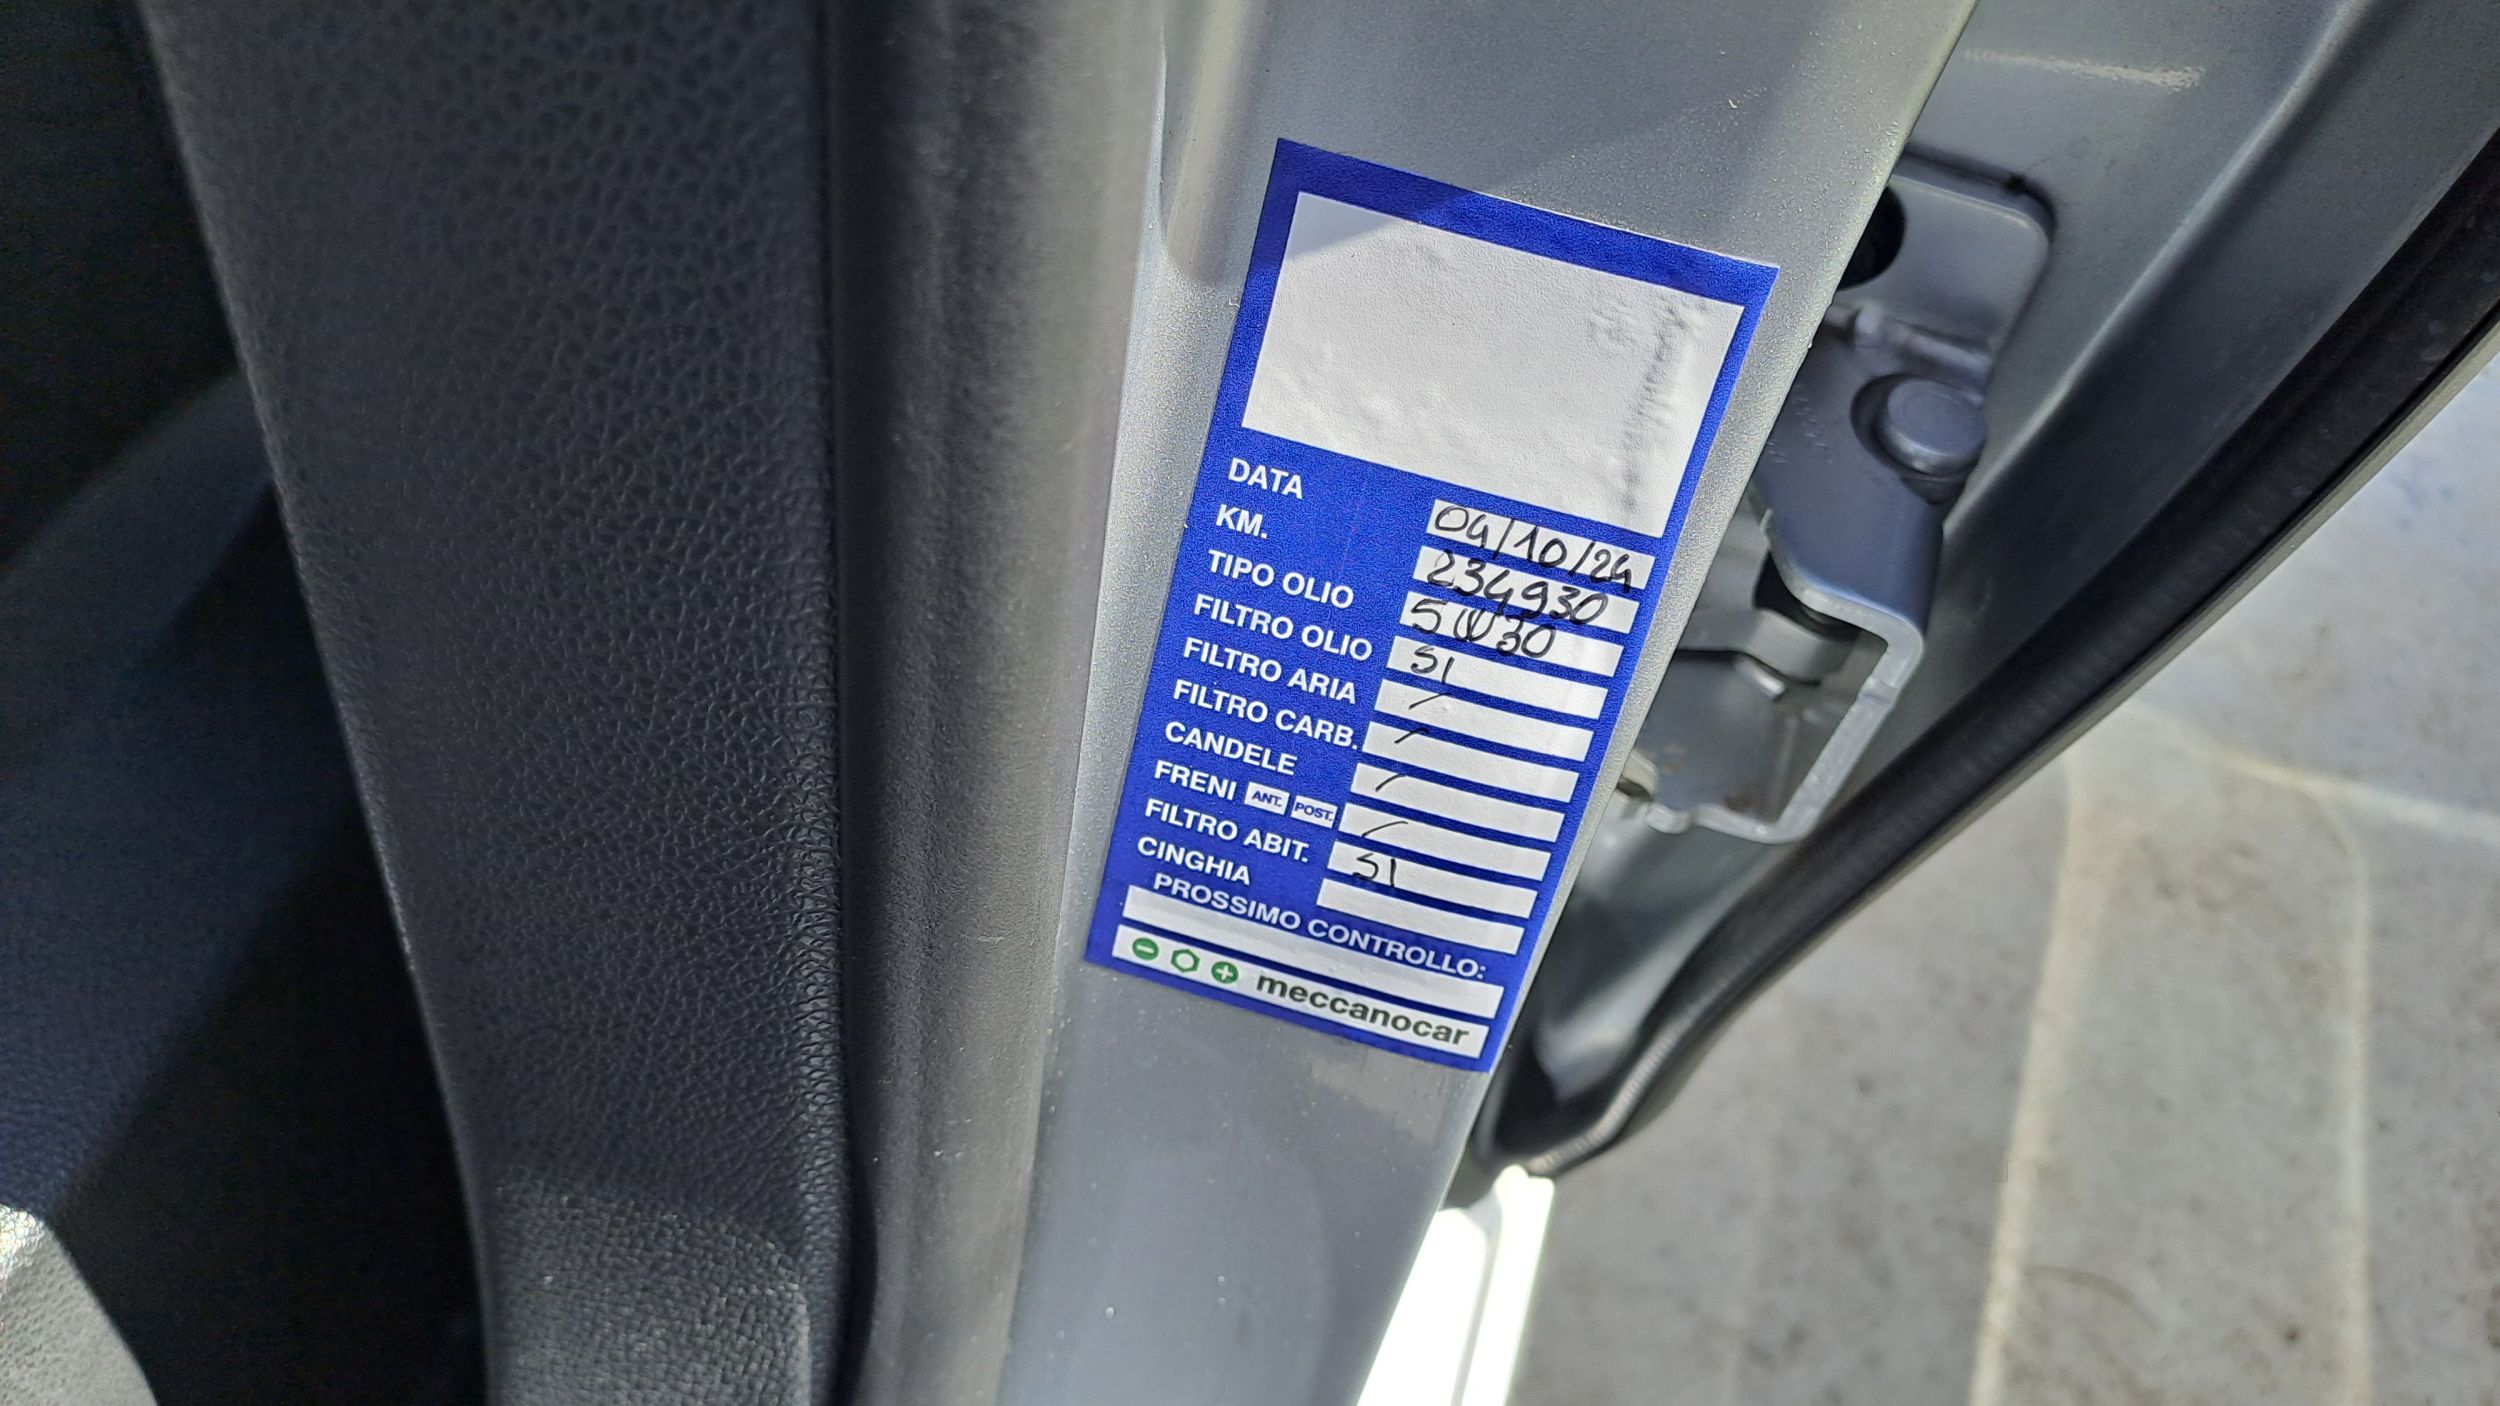 DATA 04/10/24
KM. 234930
TIPO OLIO 5W30
FILTRO OLIO SI
FILTRO ARIA /
FILTRO CARB. /
CANDELE /
FRENI ANT. POST. /
FILTRO ABIT. SI
CINGHIA
PROSSIMO CONTROLLO:
meccanocar